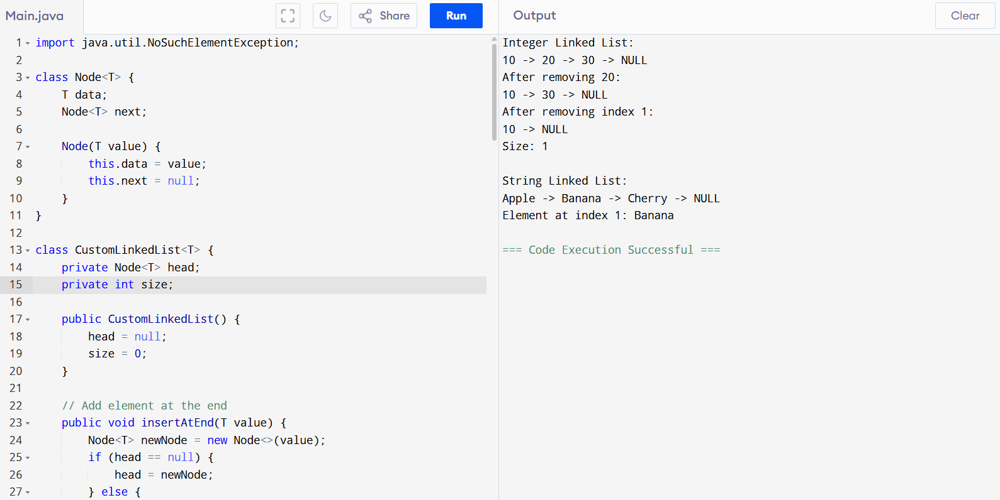 Main.java
Share
Run
Output
Clear
1 import java.util.NoSuchElementException;
2
3 class Node<T> {
4     T data;
5     Node<T> next;
6
7     Node(T value) {
8         this.data = value;
9         this.next = null;
10     }
11 }
12
13 class CustomLinkedList<T> {
14     private Node<T> head;
15     private int size;
16
17     public CustomLinkedList() {
18         head = null;
19         size = 0;
20     }
21
22     // Add element at the end
23     public void insertAtEnd(T value) {
24         Node<T> newNode = new Node<>(value);
25         if (head == null) {
26             head = newNode;
27         } else {
Integer Linked List:
10 -> 20 -> 30 -> NULL
After removing 20:
10 -> 30 -> NULL
After removing index 1:
10 -> NULL
Size: 1

String Linked List:
Apple -> Banana -> Cherry -> NULL
Element at index 1: Banana

=== Code Execution Successful ===